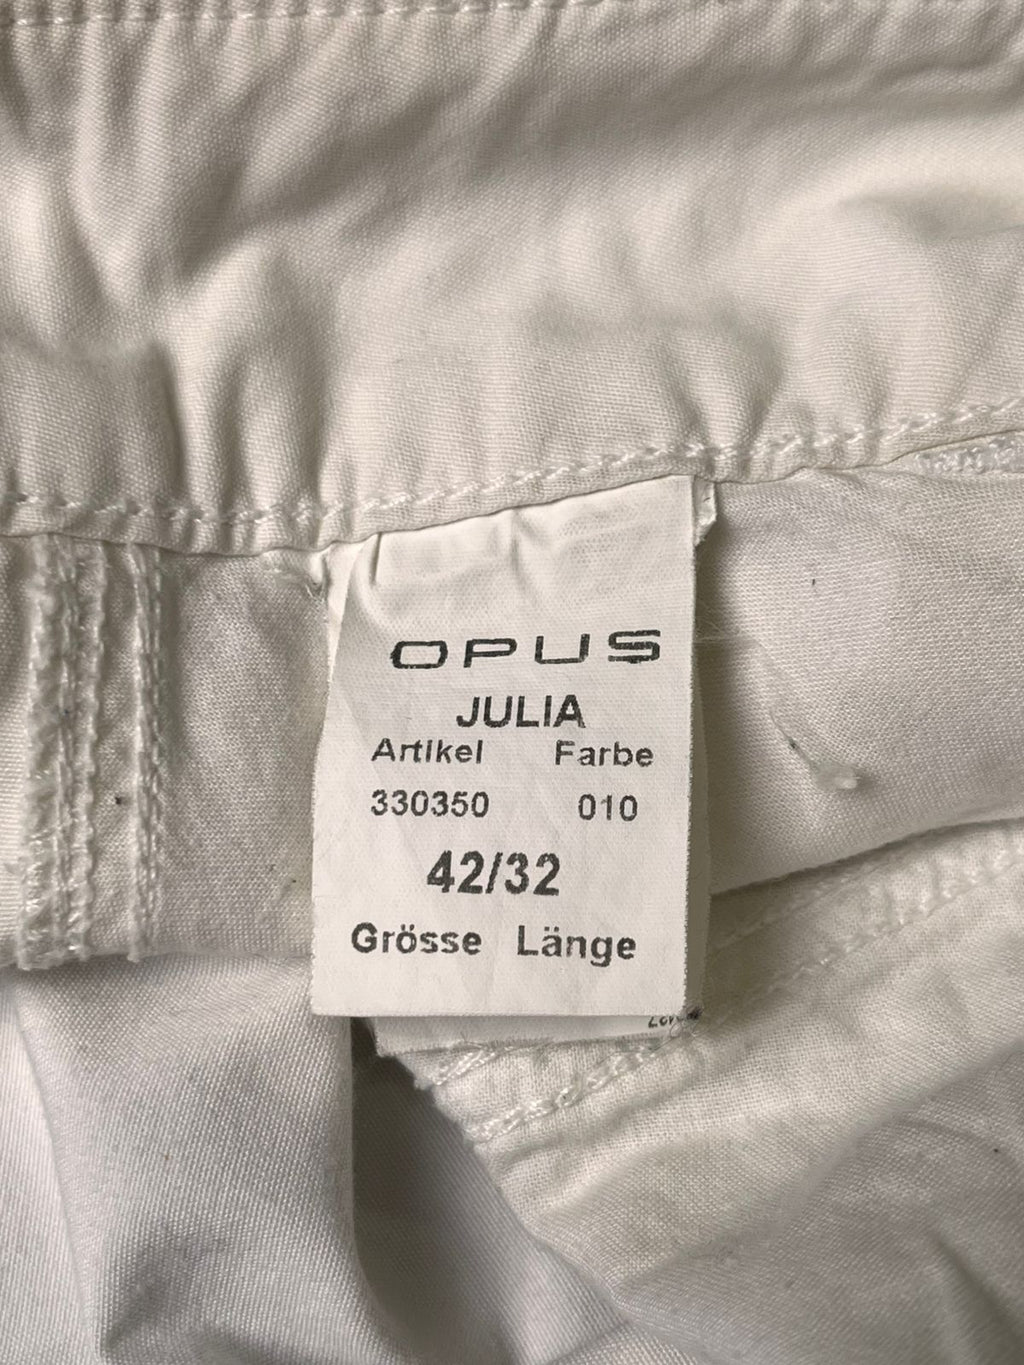 OPUS
JULIA
Artikel Farbe
330350 010
42/32
Grösse Länge